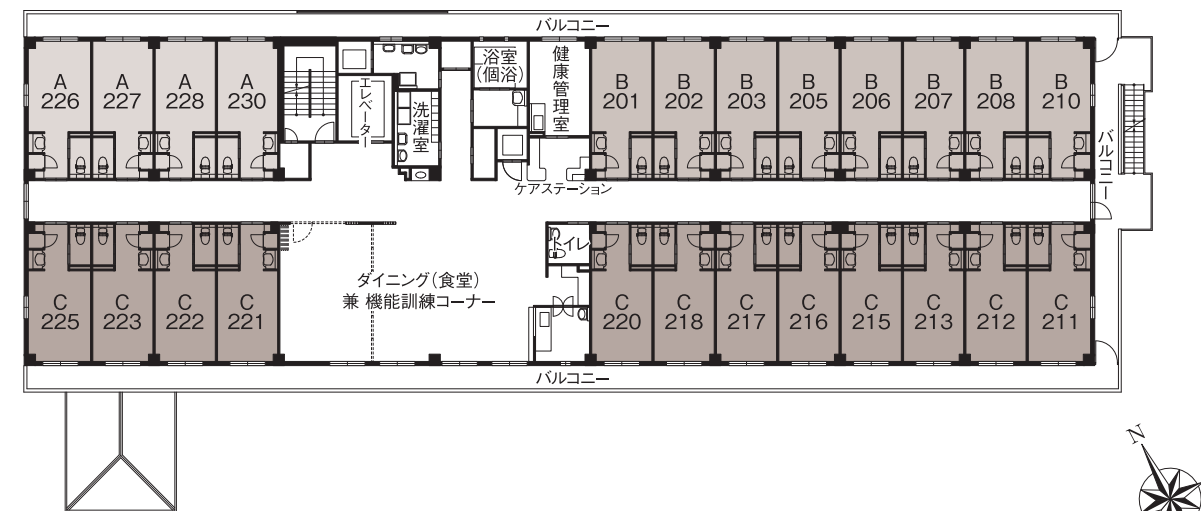 バルコニー
A
226
A
227
A
228
A
230
エレベーター
洗濯室
浴室
(個浴)
健康管理室
B
201
B
202
B
203
B
205
B
206
B
207
B
208
B
210
バルコニー
ケアステーション
C
225
C
223
C
222
C
221
ダイニング(食堂)
兼 機能訓練コーナー
トイレ
C
220
C
218
C
217
C
216
C
215
C
213
C
212
C
211
バルコニー
N